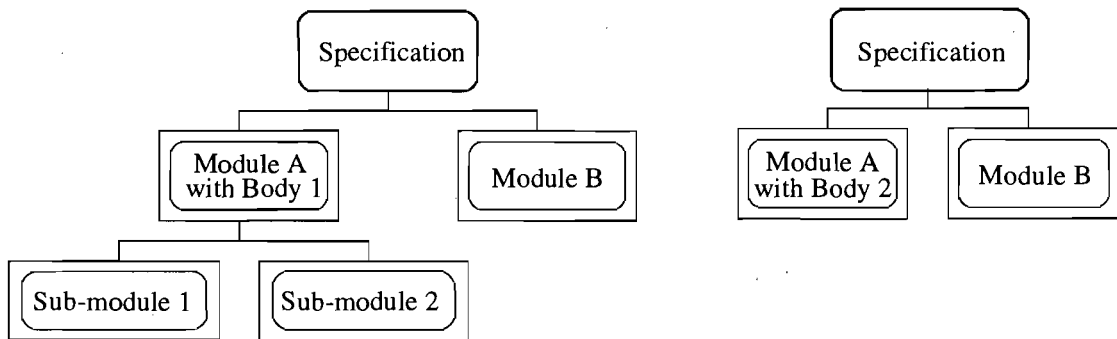 Specification
Module A
with Body 1
Module B
Sub-module 1
Sub-module 2
Specification
Module A
with Body 2
Module B